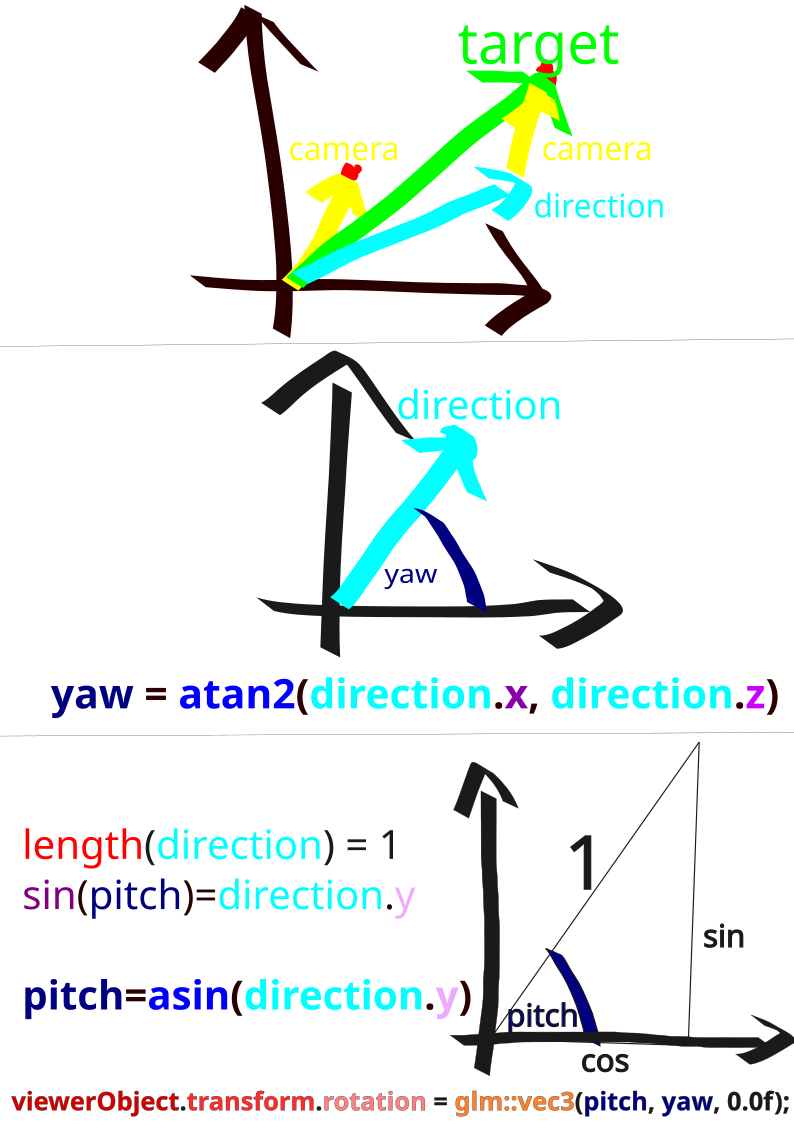 target
camera
camera
direction
direction
yaw
yaw = atan2(direction.x, direction.z)
length(direction) = 1
sin(pitch)=direction.y
pitch=asin(direction.y)
1
sin
pitch
cos
viewerObject.transform.rotation = glm::vec3(pitch, yaw, 0.0f);